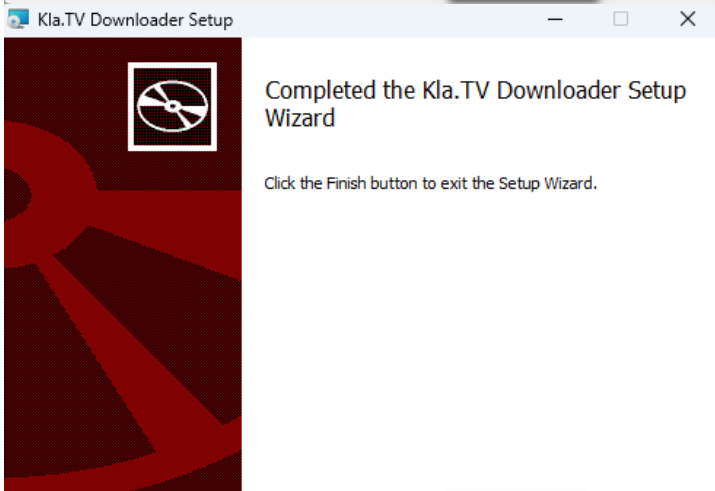 Kla.TV Downloader Setup
Completed the Kla.TV Downloader Setup
Wizard
Click the Finish button to exit the Setup Wizard.